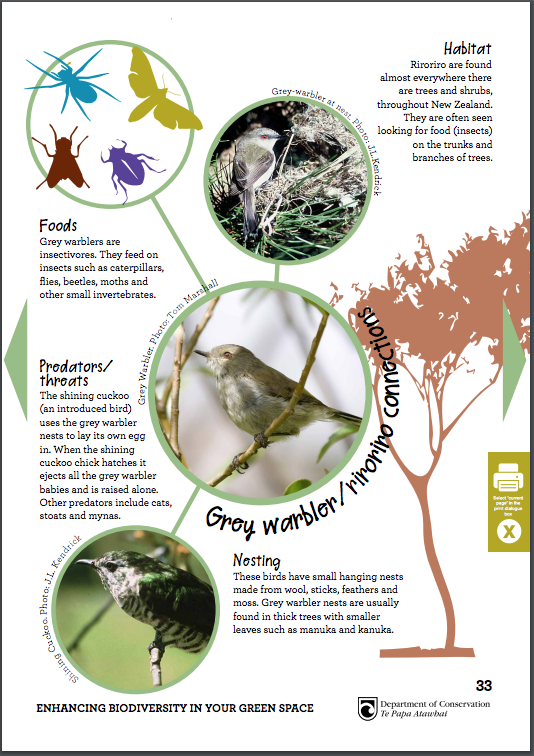 Habitat
Riroriro are found
almost everywhere there
are trees and shrubs,
throughout New Zealand.
They are often seen
looking for food (insects)
on the trunks and
branches of trees.
Grey-warbler at nest. Photo: J.L.Kendrick
Foods
Grey warblers are
insectivores. They feed on
insects such as caterpillars,
flies, beetles, moths and
other small invertebrates.
Grey Warbler. Photo: Tom Marshall
Predators/
threats
The shining cuckoo
(an introduced bird)
uses the grey warbler
nests to lay its own egg
in. When the shining
cuckoo chick hatches it
ejects all the grey warbler
babies and is raised alone.
Other predators include cats,
stoats and mynas.
Grey warbler/riroriro connections
Select 'current
page' in the
print dialogue
box
X
Shining Cuckoo. Photo: J.L. Kendrick
Nesting
These birds have small hanging nests
made from wool, sticks, feathers and
moss. Grey warbler nests are usually
found in thick trees with smaller
leaves such as manuka and kanuka.
33
ENHANCING BIODIVERSITY IN YOUR GREEN SPACE
Department of Conservation
Te Papa Atawhai